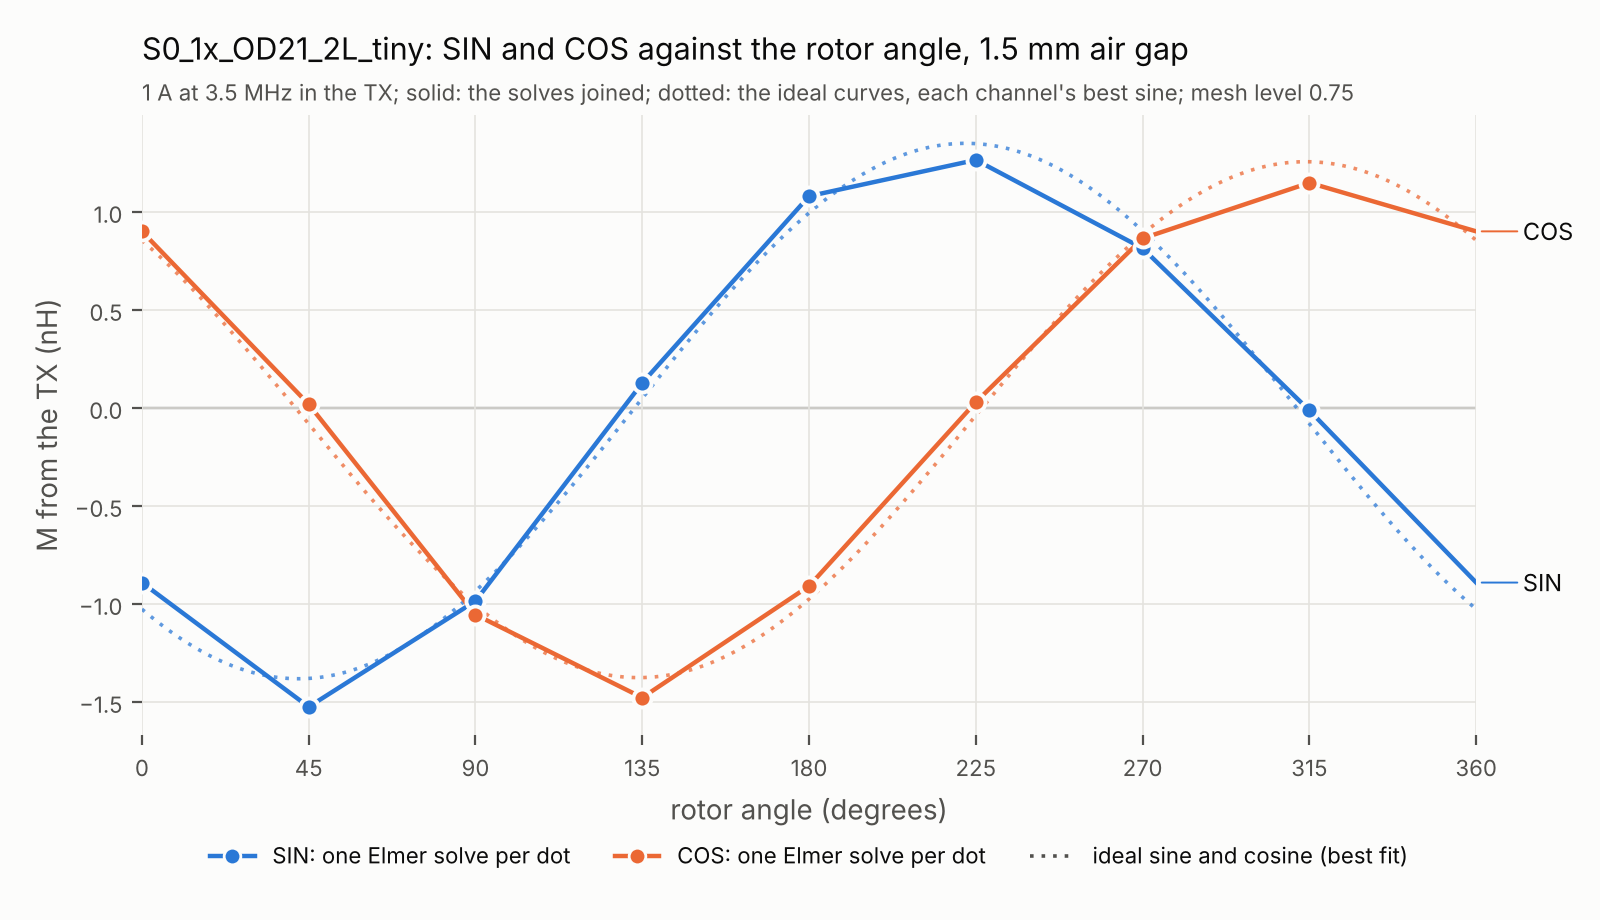 S0_1x_OD21_2L_tiny: SIN and COS against the rotor angle, 1.5 mm air gap
1 A at 3.5 MHz in the TX; solid: the solves joined; dotted: the ideal curves, each channel's best sine; mesh level 0.75
M from the TX (nH)
1.0
0.5
0.0
−0.5
−1.0
−1.5
COS
SIN
0 45 90 135 180 225 270 315 360
rotor angle (degrees)
SIN: one Elmer solve per dot COS: one Elmer solve per dot ideal sine and cosine (best fit)